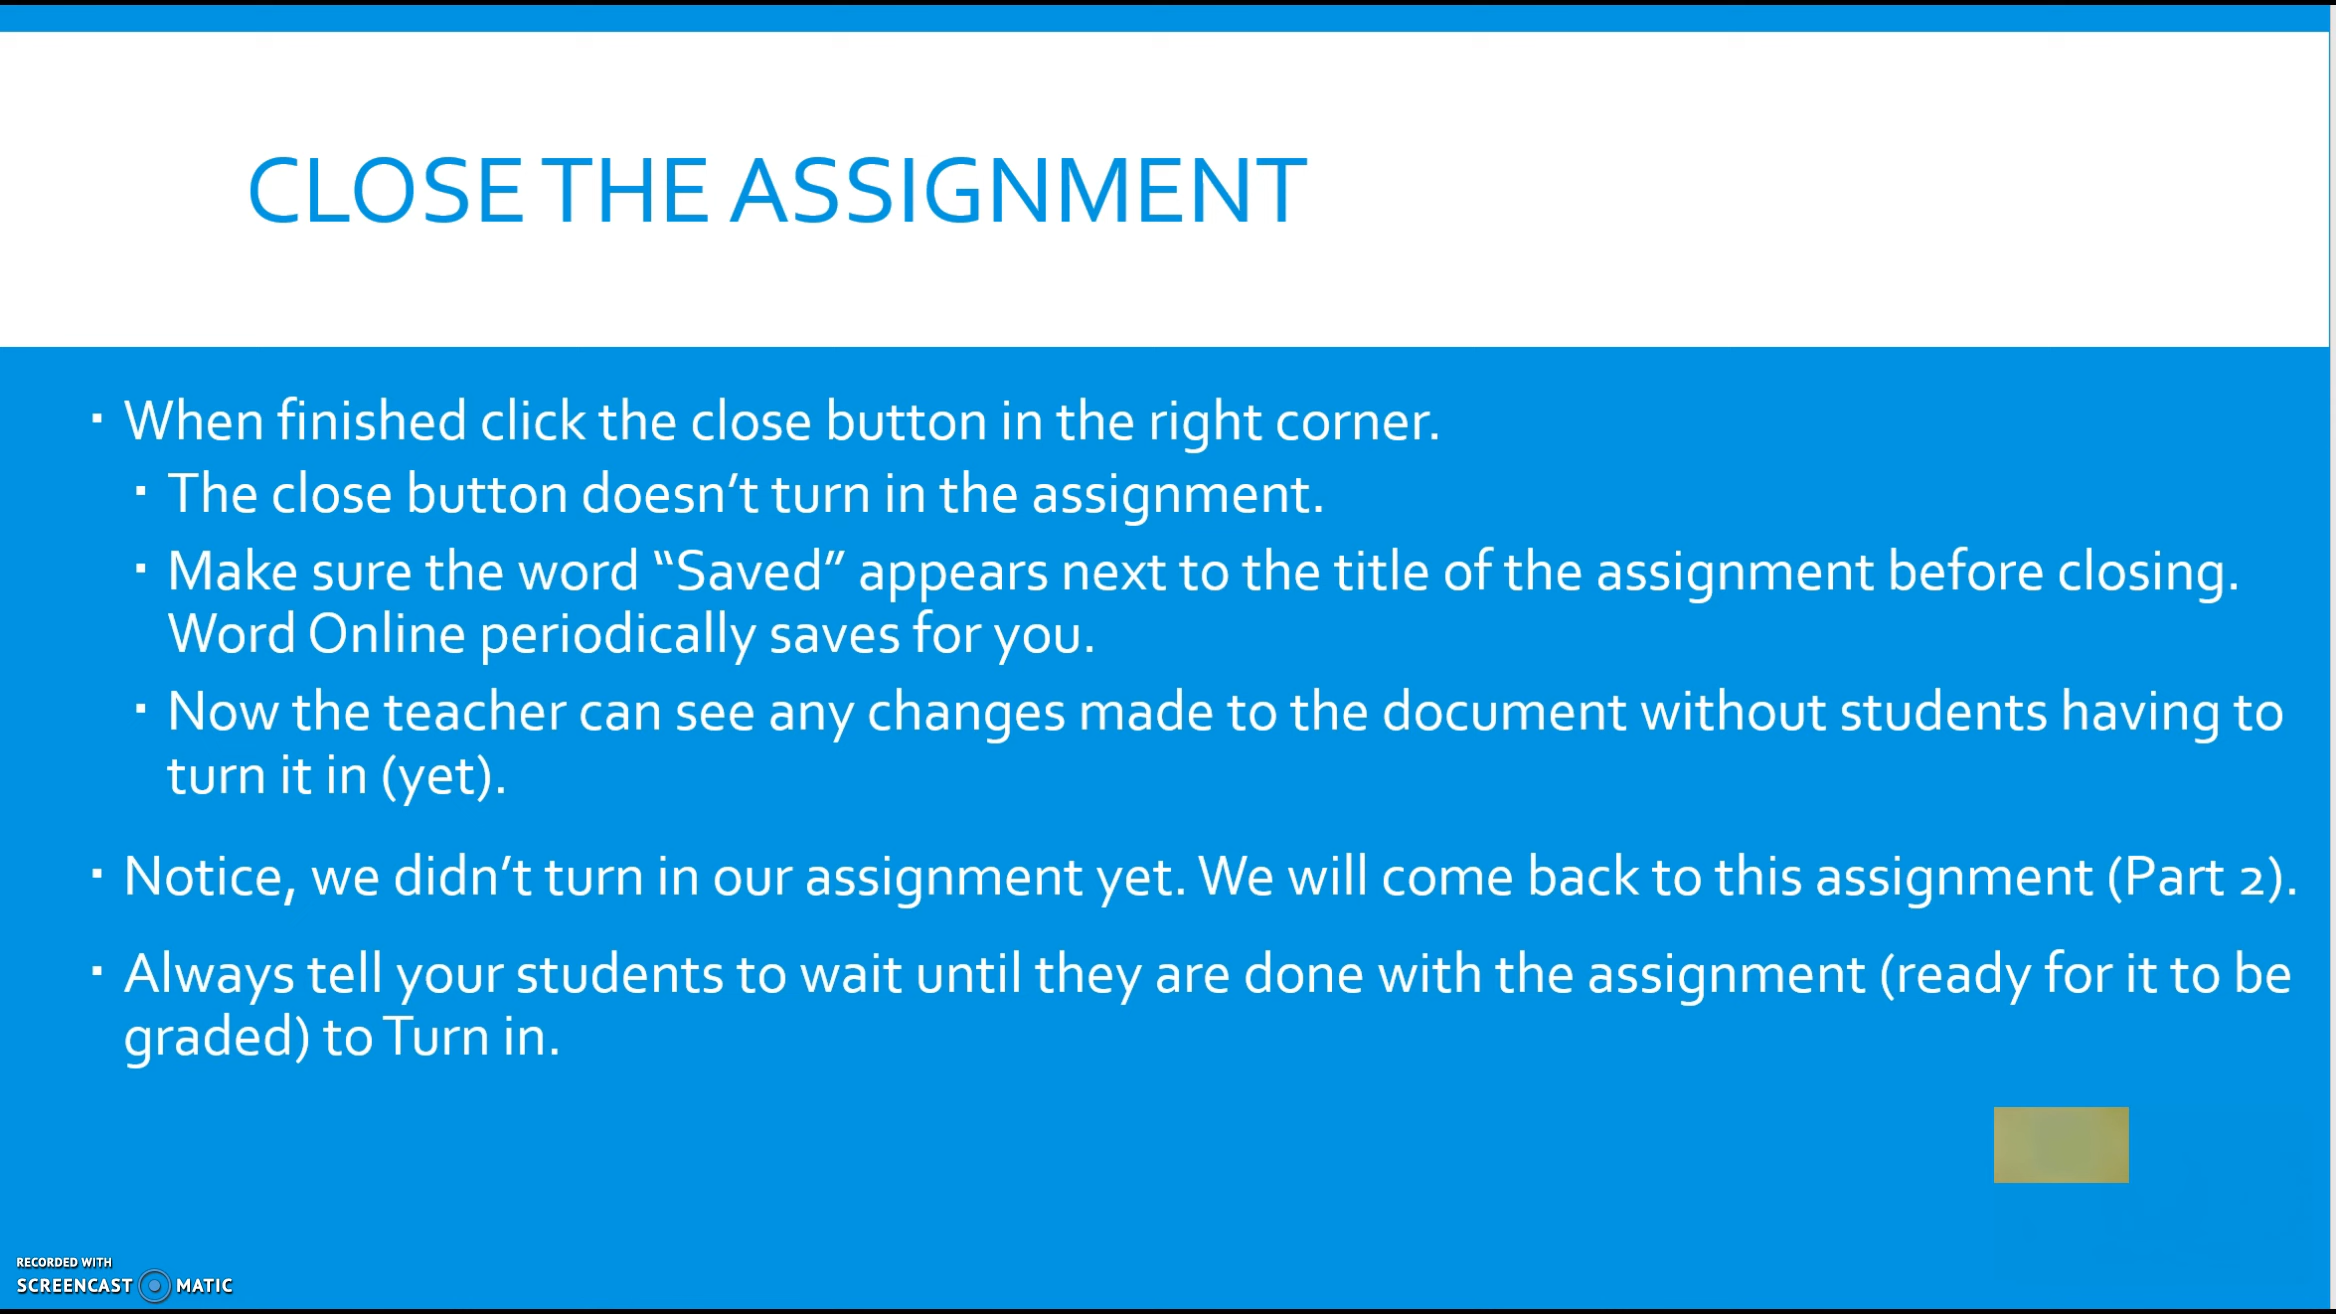 CLOSE THE ASSIGNMENT
▪ When finished click the close button in the right corner.
▪ The close button doesn’t turn in the assignment.
▪ Make sure the word “Saved” appears next to the title of the assignment before closing.
Word Online periodically saves for you.
▪ Now the teacher can see any changes made to the document without students having to
turn it in (yet).
▪ Notice, we didn’t turn in our assignment yet. We will come back to this assignment (Part 2).
▪ Always tell your students to wait until they are done with the assignment (ready for it to be
graded) to Turn in.
RECORDED WITH
SCREENCAST MATIC